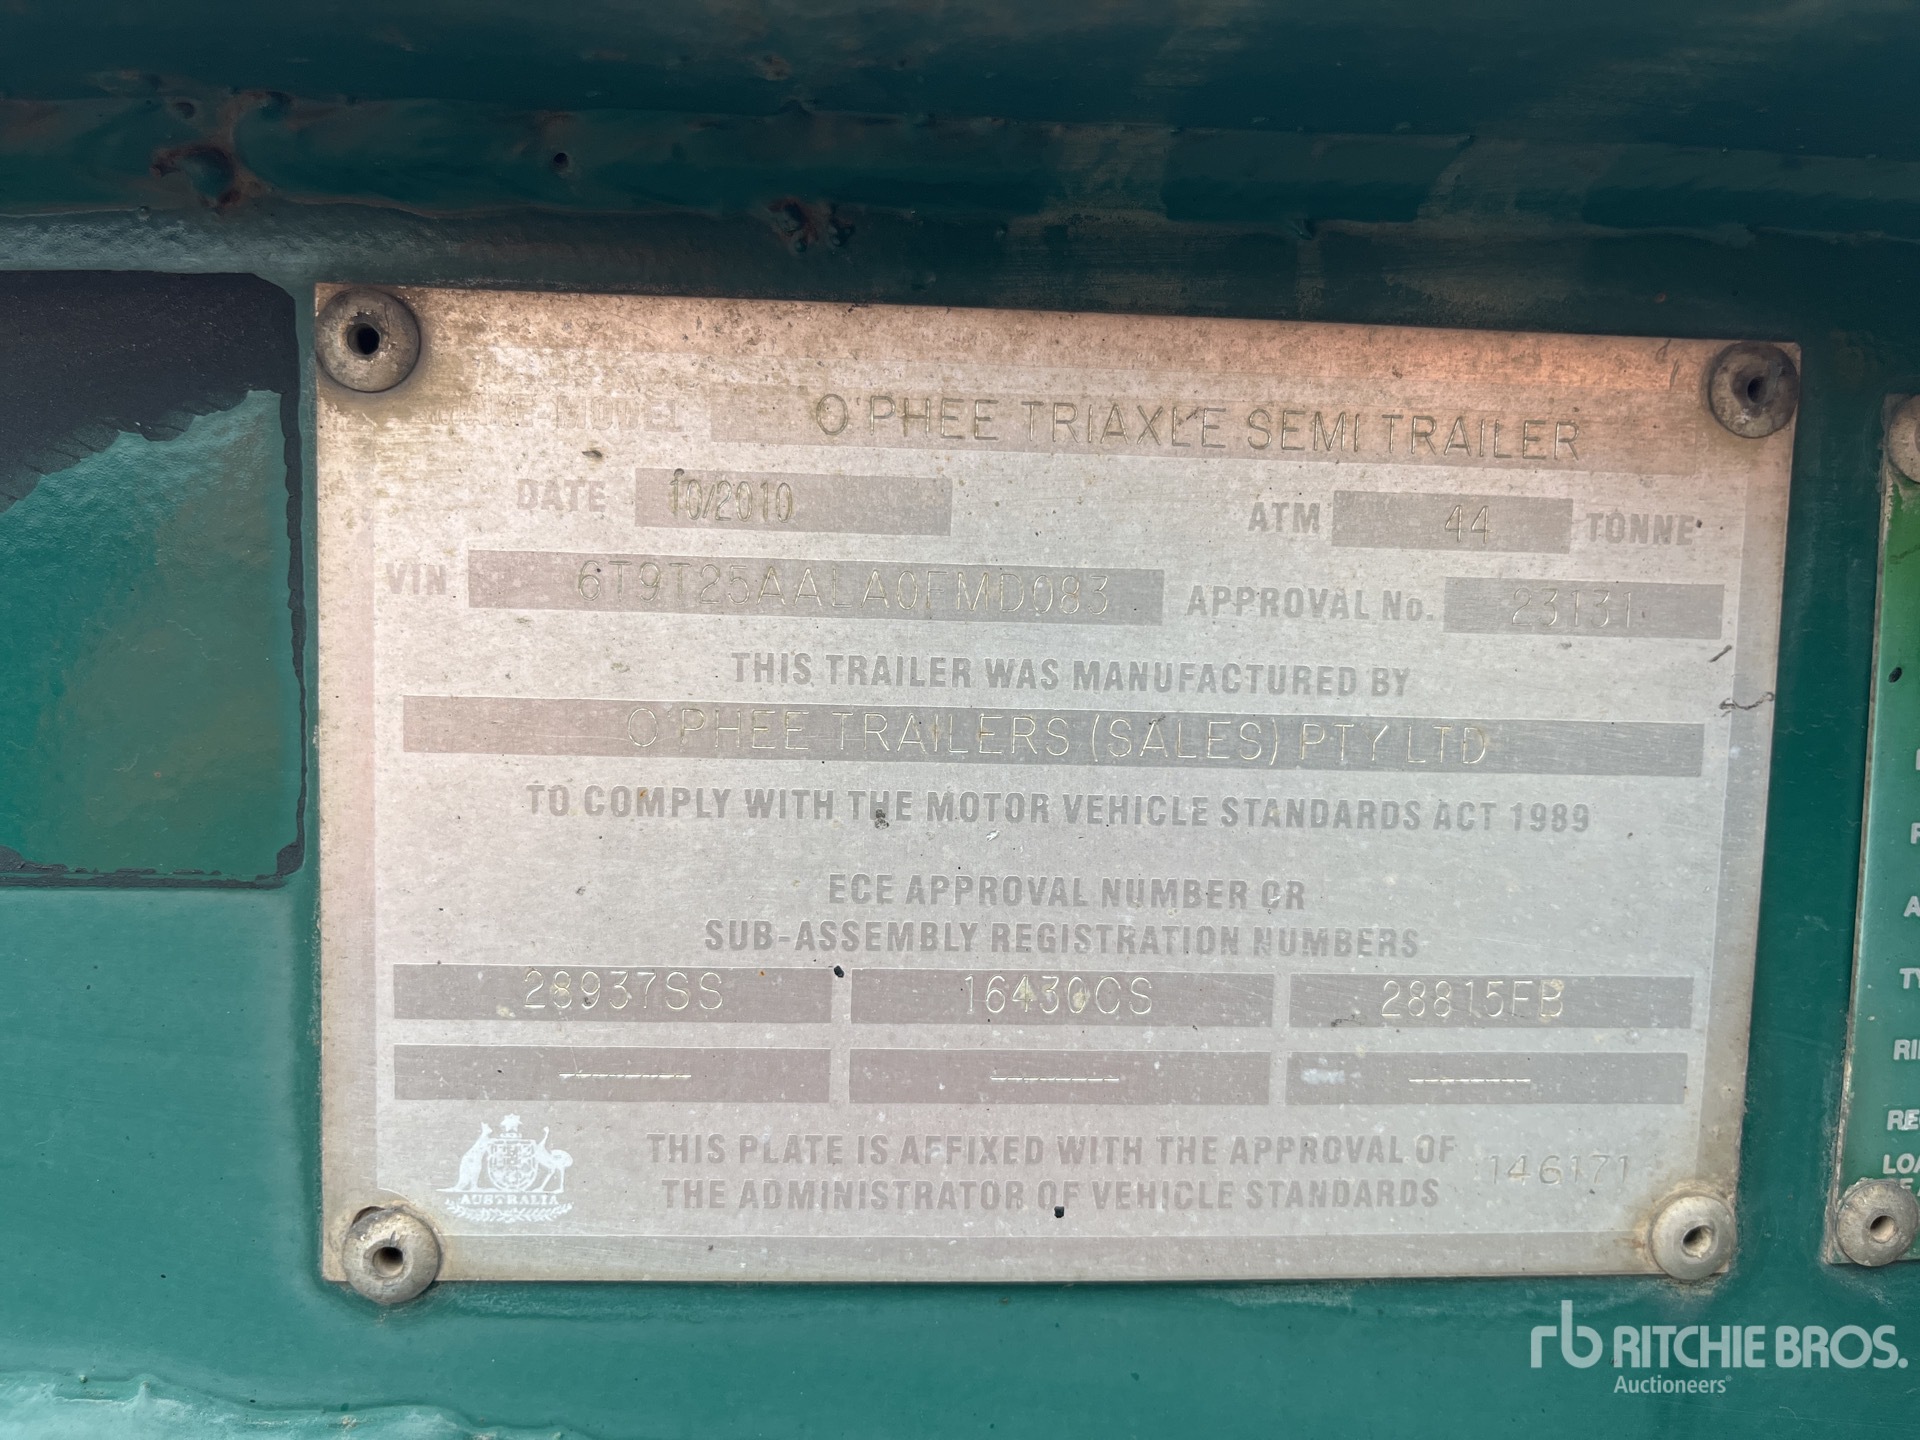 MAKE-MODEL O'PHEE TRIAXLE SEMI TRAILER
DATE 10/2010 ATM 44 TONNE
VIN 6T9T25AALA0FMD083 APPROVAL No. 23131
THIS TRAILER WAS MANUFACTURED BY
O'PHEE TRAILERS (SALES) PTY LTD
TO COMPLY WITH THE MOTOR VEHICLE STANDARDS ACT 1989
ECE APPROVAL NUMBER OR
SUB-ASSEMBLY REGISTRATION NUMBERS
28937SS 16430CS 28815FB
--------- --------- ---------
AUSTRALIA
THIS PLATE IS AFFIXED WITH THE APPROVAL OF
THE ADMINISTRATOR OF VEHICLE STANDARDS
146171
rb RITCHIE BROS.
Auctioneers